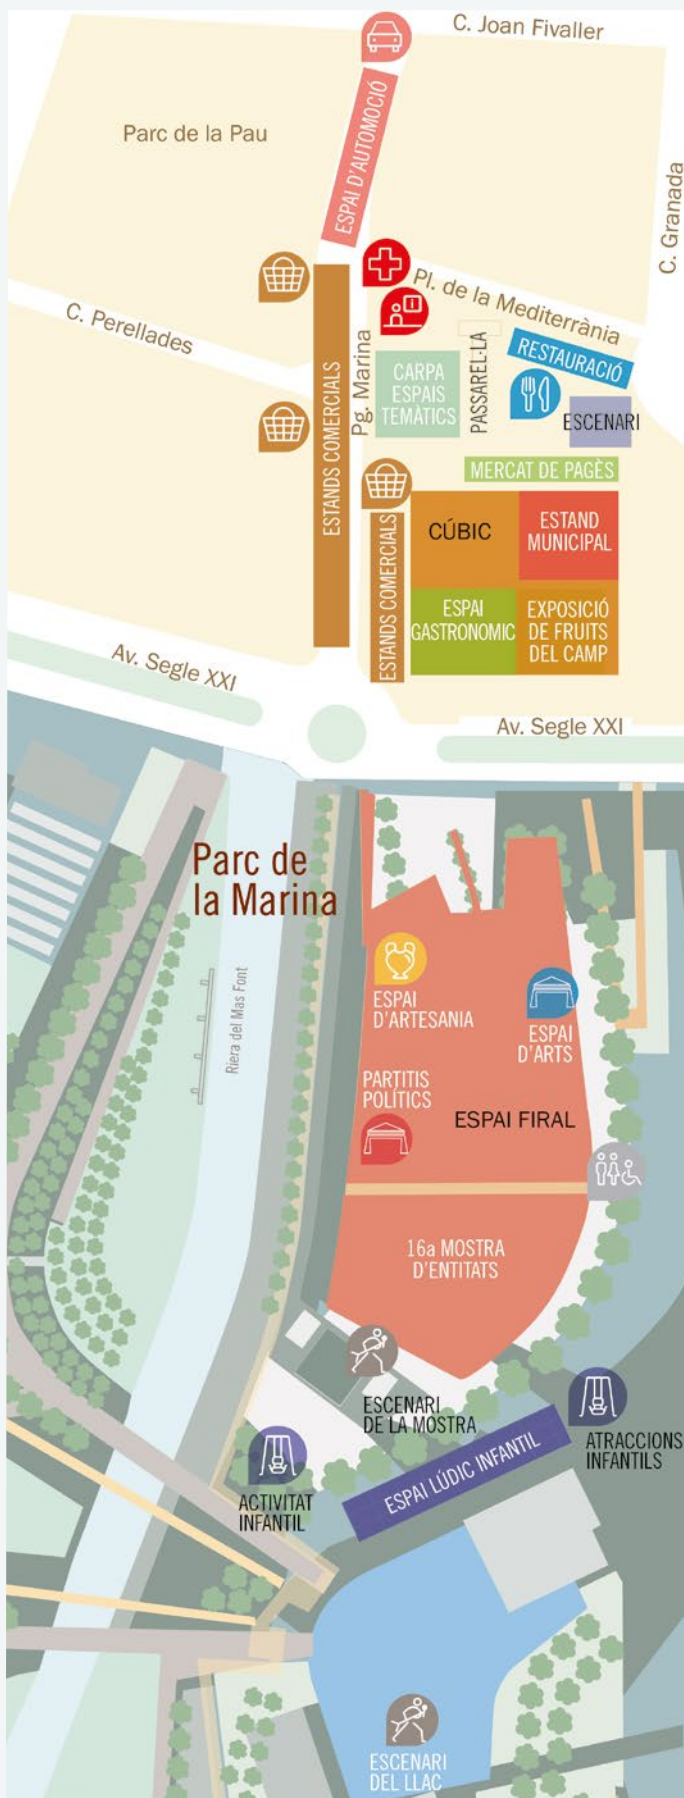 C. Joan Fivaller
Parc de la Pau
ESPAI D'AUTOMOCIÓ
C. Granada
Pl. de la Mediterrània
C. Perellades
Pg. Marina
ESTANDS COMERCIALS
CARPA
ESPAIS
TEMÀTICS
PASSAREL·LA
RESTAURACIÓ
ESCENARI
MERCAT DE PAGÈS
ESTANDS COMERCIALS
CÚBIC
ESTAND
MUNICIPAL
ESPAI
GASTRONOMIC
EXPOSICIÓ
DE FRUITS
DEL CAMP
Av. Segle XXI
Av. Segle XXI
Parc de
la Marina
Riera del Mas Font
ESPAI
D'ARTESANIA
ESPAI
D'ARTS
PARTITIS
POLÍTICS
ESPAI FIRAL
16a MOSTRA
D'ENTITATS
ESCENARI
DE LA MOSTRA
ATRACCIONS
INFANTILS
ESPAI LÚDIC INFANTIL
ACTIVITAT
INFANTIL
ESCENARI
DEL LLAC